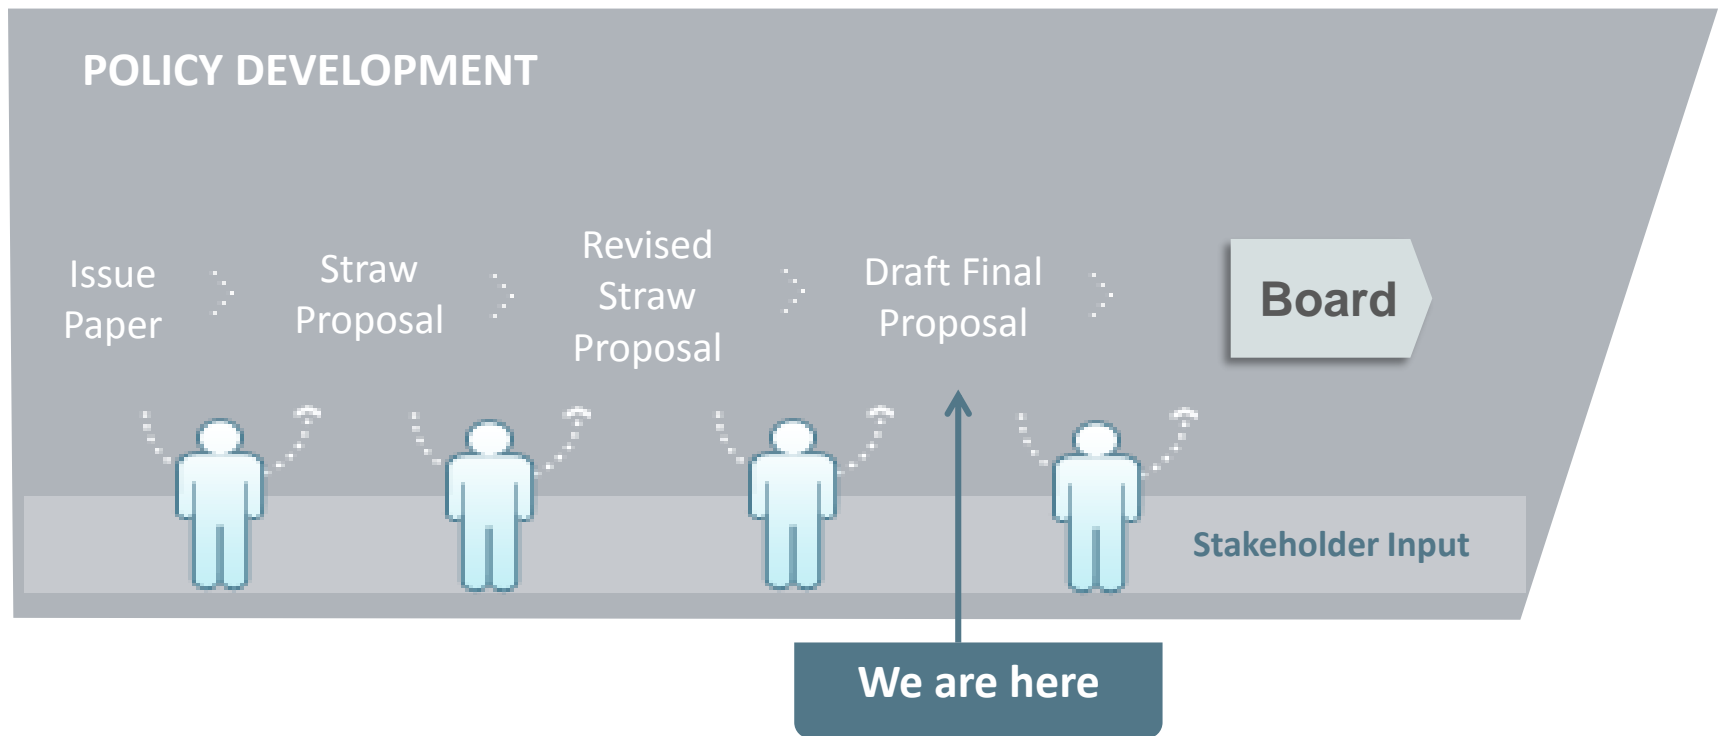 POLICY DEVELOPMENT
Issue
Paper
Straw
Proposal
Revised
Straw
Proposal
Draft Final
Proposal
Board
Stakeholder Input
We are here